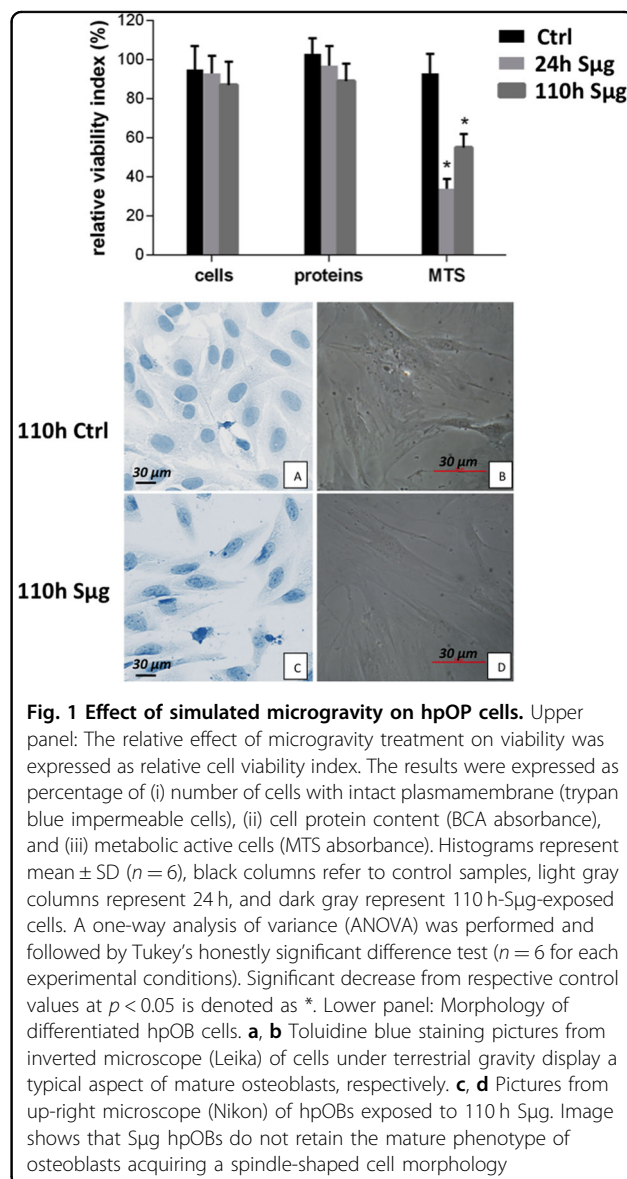 120
100
80
60
40
20
0
relative viability index (%)
Ctrl
24h Sµg
110h Sµg
*
*
cells
proteins
MTS
110h Ctrl
30 µm
A
30 µm
B
110h Sµg
30 µm
C
30 µm
D
Fig. 1 Effect of simulated microgravity on hpOP cells. Upper
panel: The relative effect of microgravity treatment on viability was
expressed as relative cell viability index. The results were expressed as
percentage of (i) number of cells with intact plasmamembrane (trypan
blue impermeable cells), (ii) cell protein content (BCA absorbance),
and (iii) metabolic active cells (MTS absorbance). Histograms represent
mean ± SD (n = 6), black columns refer to control samples, light gray
columns represent 24 h, and dark gray represent 110 h-Sµg-exposed
cells. A one-way analysis of variance (ANOVA) was performed and
followed by Tukey's honestly significant difference test (n = 6 for each
experimental conditions). Significant decrease from respective control
values at p < 0.05 is denoted as *. Lower panel: Morphology of
differentiated hpOB cells. a, b Toluidine blue staining pictures from
inverted microscope (Leika) of cells under terrestrial gravity display a
typical aspect of mature osteoblasts, respectively. c, d Pictures from
up-right microscope (Nikon) of hpOBs exposed to 110 h Sµg. Image
shows that Sµg hpOBs do not retain the mature phenotype of
osteoblasts acquiring a spindle-shaped cell morphology